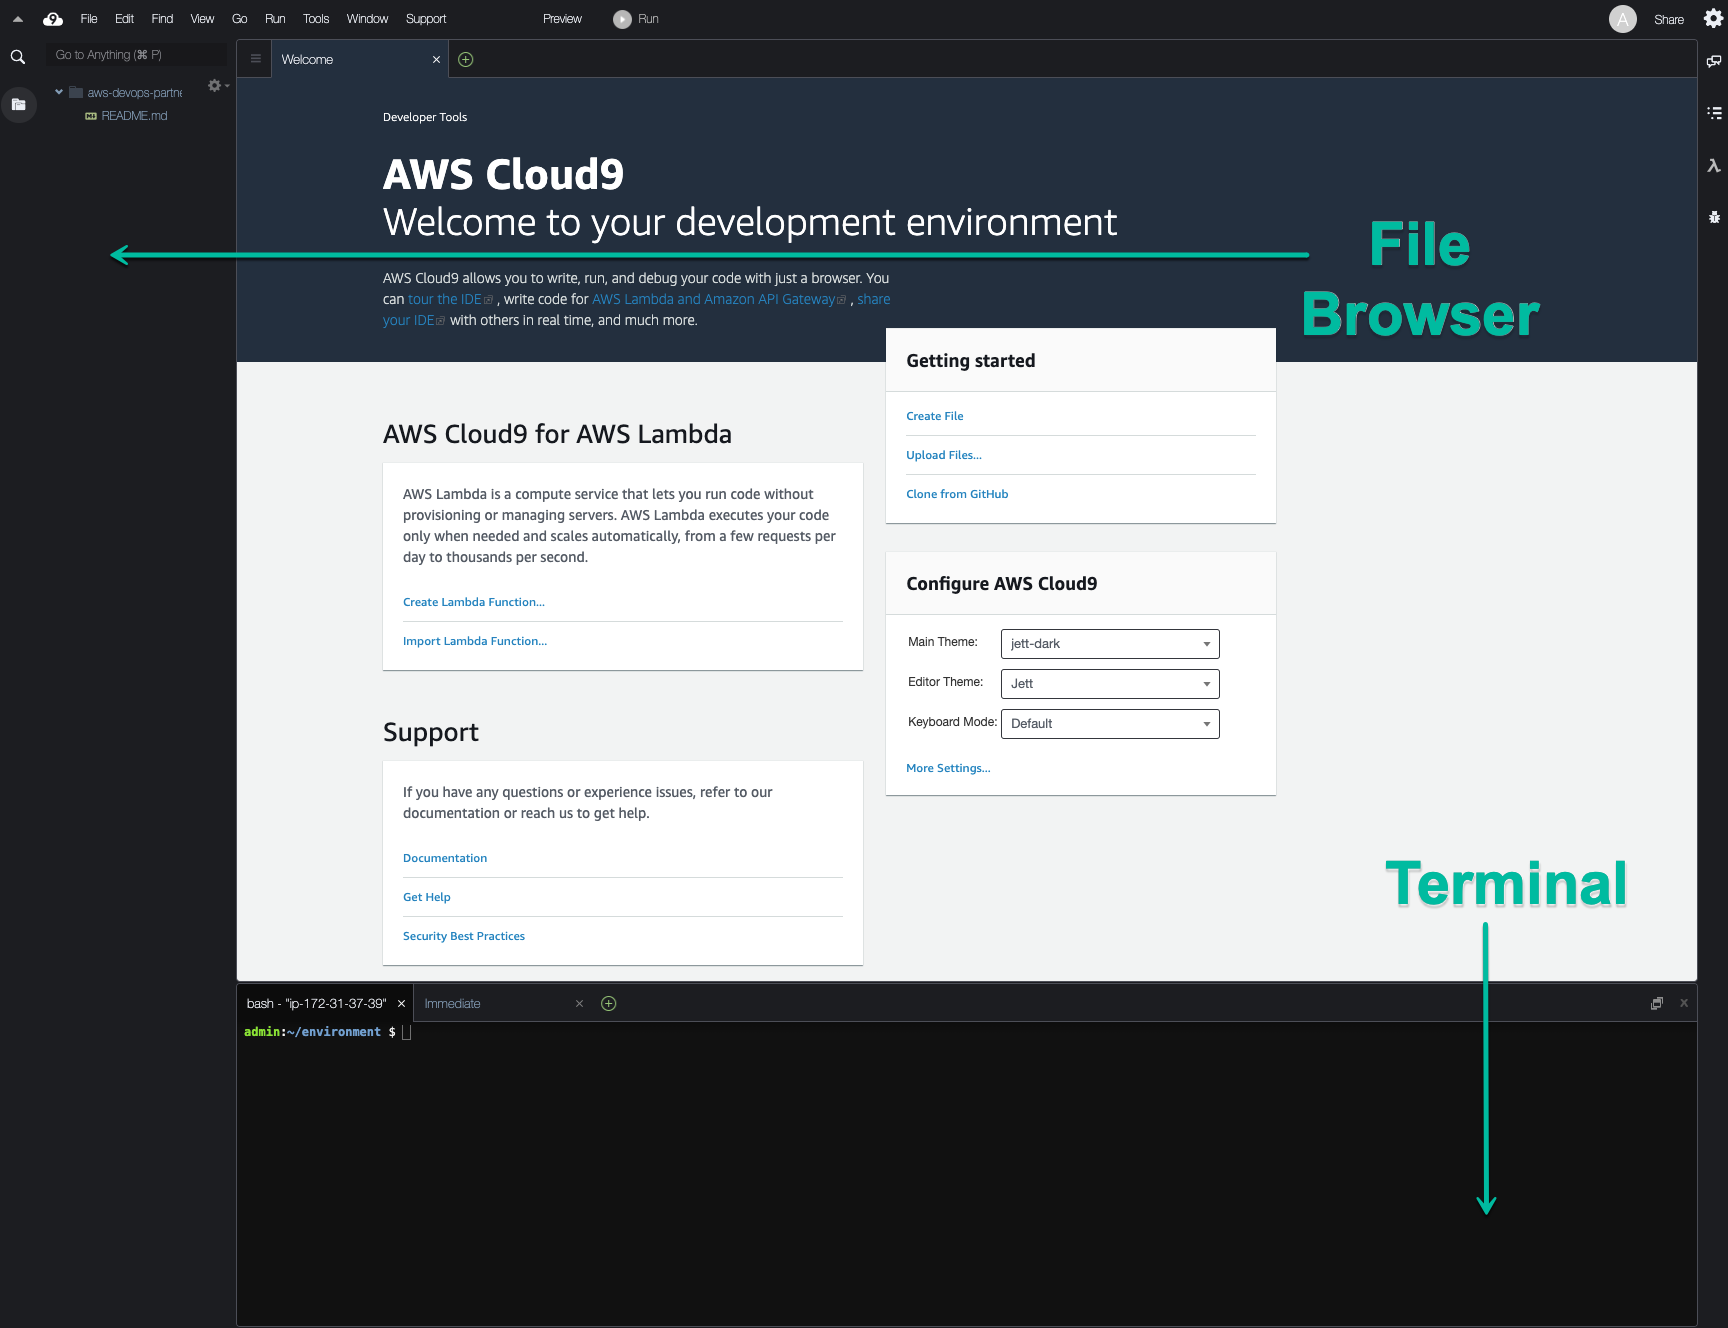 File Edit Find View Go Run Tools Window Support Preview Run A Share
Go to Anything (⌘ P)
aws-devops-partne
README.md
Welcome
Developer Tools
AWS Cloud9
Welcome to your development environment
AWS Cloud9 allows you to write, run, and debug your code with just a browser. You
can tour the IDE , write code for AWS Lambda and Amazon API Gateway , share
your IDE with others in real time, and much more.
File
Browser
Getting started
Create File
Upload Files...
Clone from GitHub
AWS Cloud9 for AWS Lambda
AWS Lambda is a compute service that lets you run code without
provisioning or managing servers. AWS Lambda executes your code
only when needed and scales automatically, from a few requests per
day to thousands per second.
Create Lambda Function...
Import Lambda Function...
Configure AWS Cloud9
Main Theme: jett-dark
Editor Theme: Jett
Keyboard Mode: Default
More Settings...
Support
If you have any questions or experience issues, refer to our
documentation or reach us to get help.
Documentation
Get Help
Security Best Practices
Terminal
bash - "ip-172-31-37-39" Immediate
admin:~/environment $